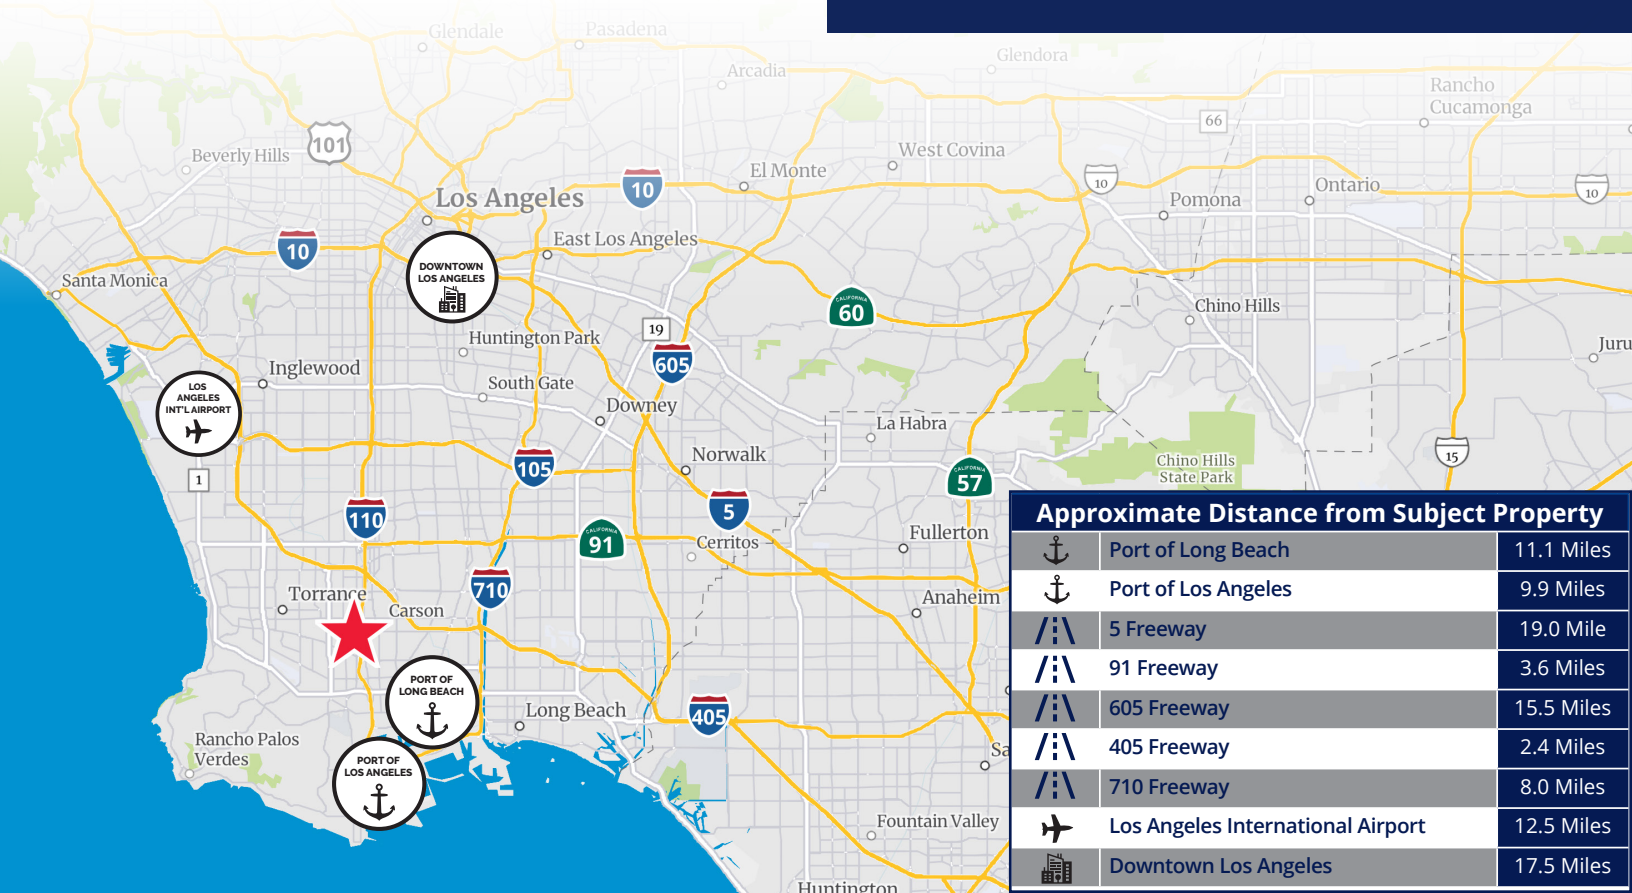 Glendale
Pasadena
Glendora
Arcadia
Rancho
Cucamonga
66
101
Beverly Hills
West Covina
El Monte
10
10
Ontario
10
Pomona
Los Angeles
East Los Angeles
10
DOWNTOWN
LOS ANGELES
Santa Monica
CALIFORNIA
60
Chino Hills
19
Huntington Park
Juru
605
Inglewood
South Gate
LOS
ANGELES
INT'L AIRPORT
Downey
La Habra
Norwalk
15
Chino Hills
State Park
105
CALIFORNIA
57
1
5
110
CALIFORNIA
91
Fullerton
Cerritos
710
Torrance
Carson
Anaheim
PORT OF
LONG BEACH
Long Beach
405
Rancho Palos
Verdes
Sa
PORT OF
LOS ANGELES
Fountain Valley
Huntington
Approximate Distance from Subject Property
Port of Long Beach 11.1 Miles
Port of Los Angeles 9.9 Miles
5 Freeway 19.0 Mile
91 Freeway 3.6 Miles
605 Freeway 15.5 Miles
405 Freeway 2.4 Miles
710 Freeway 8.0 Miles
Los Angeles International Airport 12.5 Miles
Downtown Los Angeles 17.5 Miles